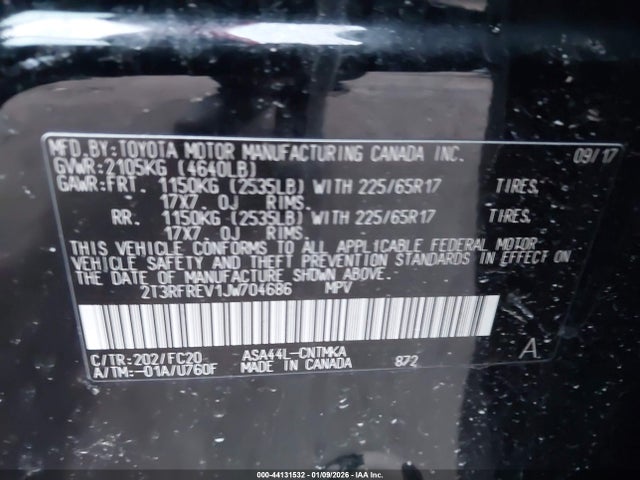 MFD.BY:TOYOTA MOTOR MANUFACTURING CANADA INC. 09/17
GVWR:2105KG (4640LB)
GAWR:FRT. 1150KG (2535LB) WITH 225/65R17 TIRES,
17X7.0J RIMS.
RR. 1150KG (2535LB) WITH 225/65R17 TIRES,
17X7.0J RIMS.
THIS VEHICLE CONFORMS TO ALL APPLICABLE FEDERAL MOTOR
VEHICLE SAFETY AND THEFT PREVENTION STANDARDS IN EFFECT ON
THE DATE OF MANUFACTURE SHOWN ABOVE.
2T3RFREV1JW704686 MPV
C/TR:202/FC20 ASA44L-CNTMKA 872 A
A/TM:-01A/U760F MADE IN CANADA
000-44131532 - 01/09/2026 - IAA Inc.